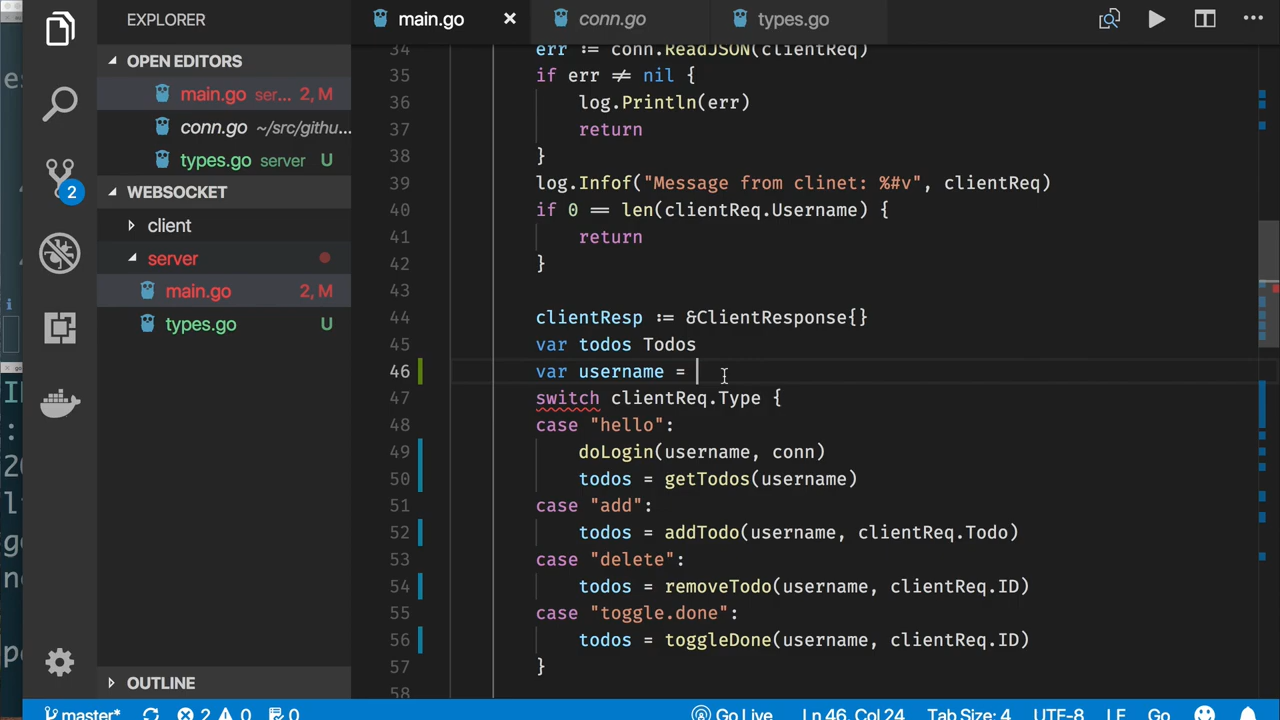 EXPLORER
main.go
conn.go
types.go
OPEN EDITORS
main.go ser... 2, M
conn.go ~/src/githu...
types.go server U
WEBSOCKET
client
server
main.go 2, M
types.go U
OUTLINE
2
34 err := conn.ReadJSON(clientReq)
35 if err ≠ nil {
36 log.Println(err)
37 return
38 }
39 log.Infof("Message from clinet: %#v", clientReq)
40 if 0 == len(clientReq.Username) {
41 return
42 }
43
44 clientResp := &ClientResponse{}
45 var todos Todos
46 var username =
47 switch clientReq.Type {
48 case "hello":
49 doLogin(username, conn)
50 todos = getTodos(username)
51 case "add":
52 todos = addTodo(username, clientReq.Todo)
53 case "delete":
54 todos = removeTodo(username, clientReq.ID)
55 case "toggle.done":
56 todos = toggleDone(username, clientReq.ID)
57 }
58
master* 2 0 0 Go Live Ln 46, Col 24 Tab Size: 4 UTF-8 LF Go